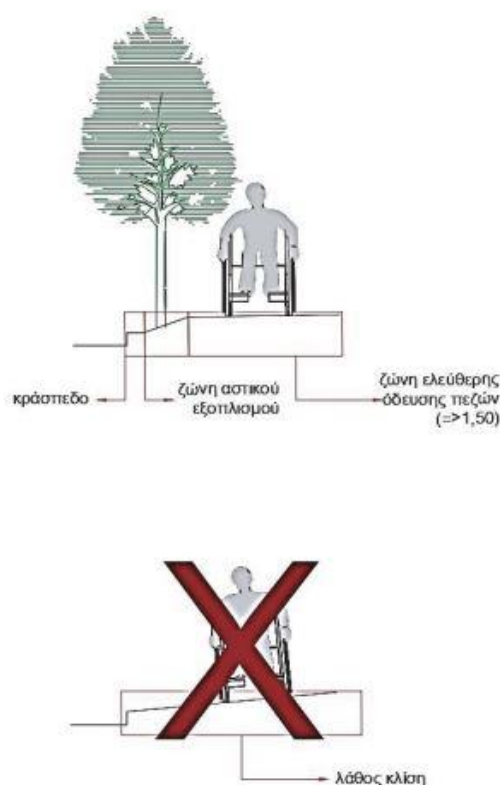 κράσπεδο
ζώνη αστικού
εξοπλισμού
ζώνη ελεύθερης
όδευσης πεζών
(=>1,50)
λάθος κλίση